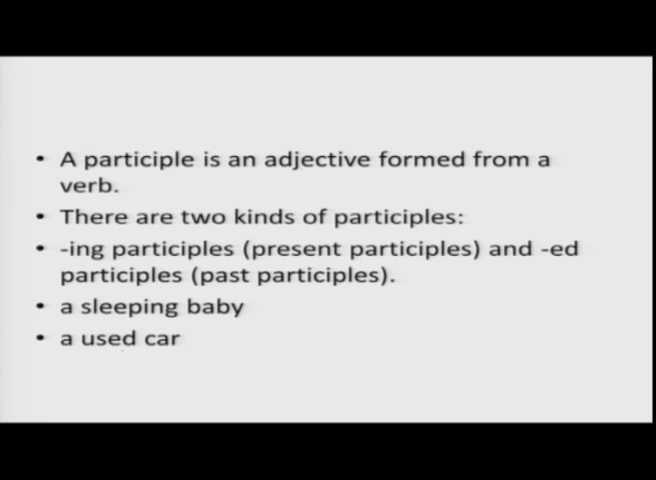 • A participle is an adjective formed from a
verb.
• There are two kinds of participles:
• -ing participles (present participles) and -ed
participles (past participles).
• a sleeping baby
• a used car